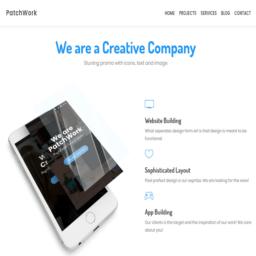 PatchWork
HOME PROJECTS SERVICES BLOG CONTACT
We are a Creative Company
Stunning promo with icons, text and image
We are
PatchWork
Website Building
What separates design from art is that design is meant to be
functional.
Sophisticated Layout
Pixel prefect design is our expertise. We are looking for the wow!
App Building
Our clients is the target and the inspiration of our work? We care
about you!